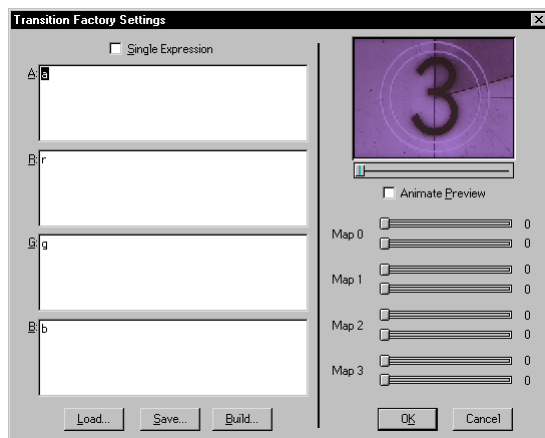 Transition Factory Settings
Single Expression
A: a
R: r
G: g
B: b
Load... Save... Build...
3
Animate Preview
Map 0 0
0
Map 1 0
0
Map 2 0
0
Map 3 0
0
OK Cancel